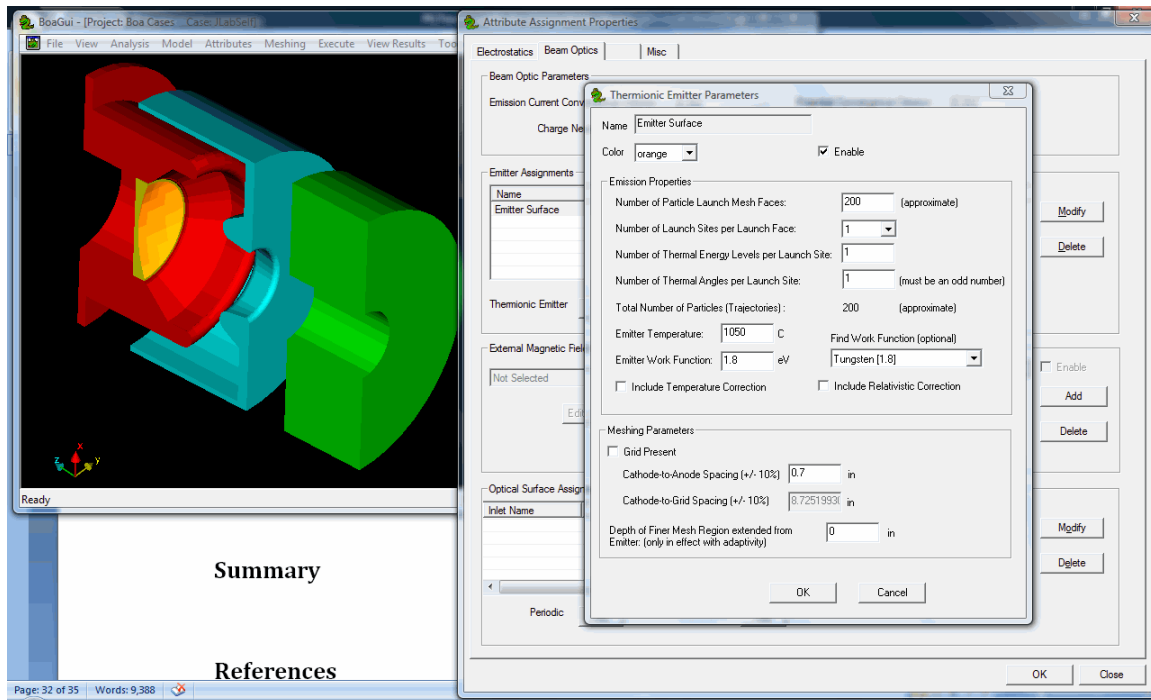 BoaGui - [Project: Boa Cases Case: JLabSelf]
File View Analysis Model Attributes Meshing Execute View Results
z x y
Ready
Summary
References
Page: 32 of 35 Words: 9,388
Attribute Assignment Properties
Electrostatics Beam Optics Misc
Beam Optic Parameters
Emission Current Conv
Charge Ne
Emitter Assignments
Name
Emitter Surface
Modify
Delete
Thermionic Emitter
External Magnetic Field
Not Selected
Edi
Enable
Add
Delete
Optical Surface Assign
Inlet Name
Modify
Delete
Periodic
OK Close
Thermionic Emitter Parameters
Name Emitter Surface
Color orange Enable
Emission Properties
Number of Particle Launch Mesh Faces: 200 (approximate)
Number of Launch Sites per Launch Face: 1
Number of Thermal Energy Levels per Launch Site: 1
Number of Thermal Angles per Launch Site: 1 (must be an odd number)
Total Number of Particles (Trajectories) : 200 (approximate)
Emitter Temperature: 1050 C Find Work Function (optional)
Emitter Work Function: 1.8 eV Tungsten [1.8]
Include Temperature Correction Include Relativistic Correction
Meshing Parameters
Grid Present
Cathode-to-Anode Spacing (+/- 10%) 0.7 in
Cathode-to-Grid Spacing (+/- 10%) 8.7251993 in
Depth of Finer Mesh Region extended from
Emitter: (only in effect with adaptivity) 0 in
OK Cancel